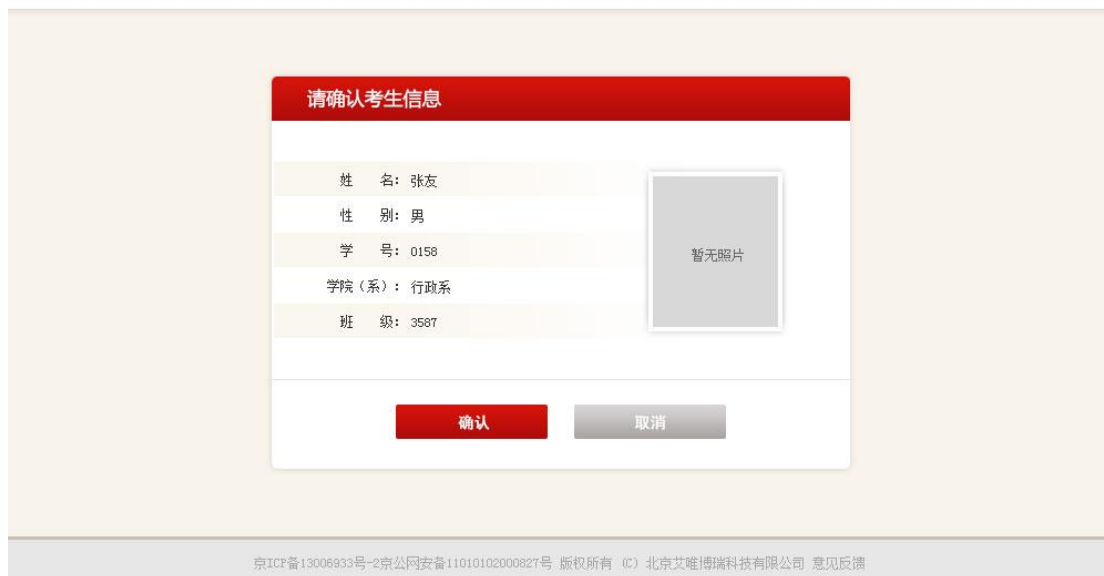 请确认考生信息
姓 名: 张友
性 别: 男
学 号: 0158
学院(系): 行政系
班 级: 3587
暂无照片
确认 取消
京ICP备13006933号-2京公网安备11010102000827号 版权所有 (C) 北京艾唯博瑞科技有限公司 意见反馈